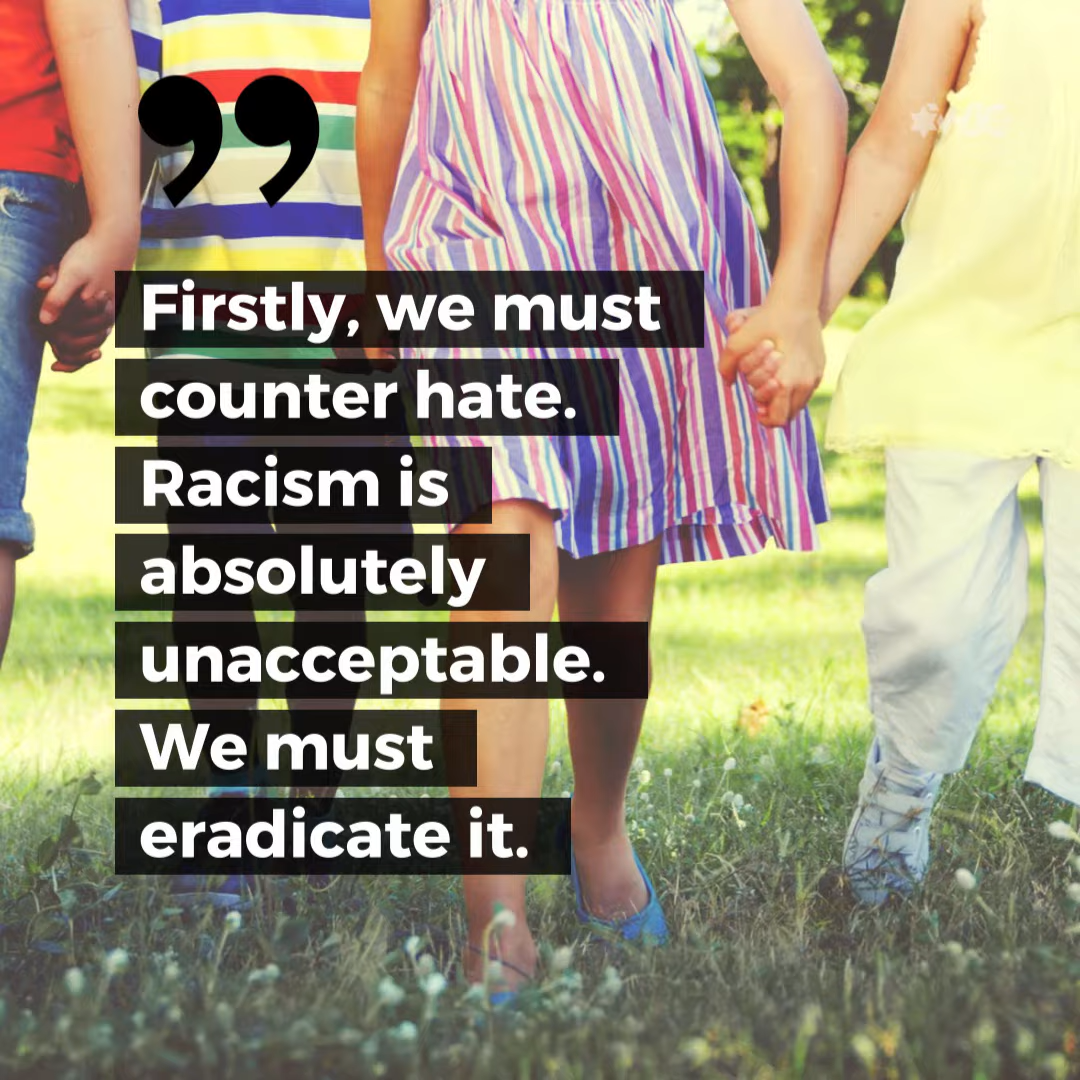 ”
Firstly, we must
counter hate.
Racism is
absolutely
unacceptable.
We must
eradicate it.